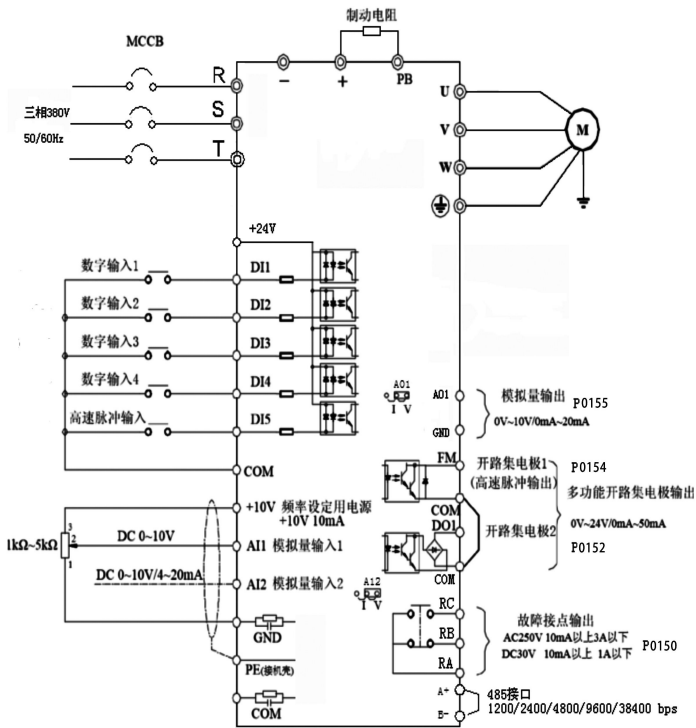 制动电阻
MCCB
R
S
T
三相380V
50/60Hz
−
+
PB
U
V
W
M
+24V
数字输入1
DI1
数字输入2
DI2
数字输入3
DI3
数字输入4
DI4
高速脉冲输入
DI5
COM
AO1
I V
AO1
GND
模拟量输出
0V~10V/0mA~20mA
P0155
FM
COM
开路集电极1
(高速脉冲输出)
P0154
多功能开路集电极输出
0V~24V/0mA~50mA
DO1
COM
开路集电极2
P0152
+10V 频率设定用电源
+10V 10mA
1kΩ~5kΩ
3
2
1
DC 0~10V
AI1 模拟量输入1
DC 0~10V/4~20mA
AI2 模拟量输入2
AI2
I V
GND
PE(接机壳)
COM
RC
RB
RA
故障接点输出
AC250V 10mA以上3A以下
DC30V 10mA以上 1A以下
P0150
A+
B-
485接口
1200/2400/4800/9600/38400 bps